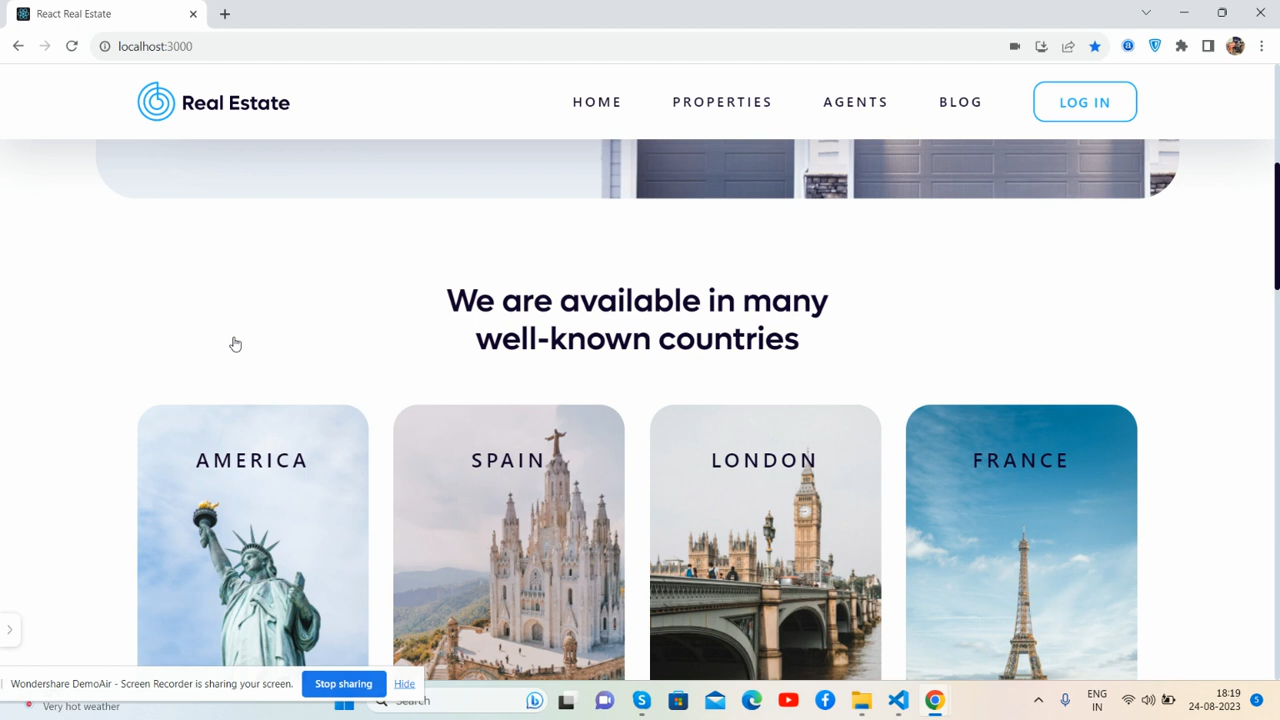 React Real Estate
localhost:3000
Real Estate
HOME
PROPERTIES
AGENTS
BLOG
LOG IN
We are available in many
well-known countries
AMERICA
SPAIN
LONDON
FRANCE
Wondershare DemoAir - Screen Recorder is sharing your screen.
Stop sharing
Hide
Very hot weather
Search
ENG
IN
18:19
24-08-2023
5